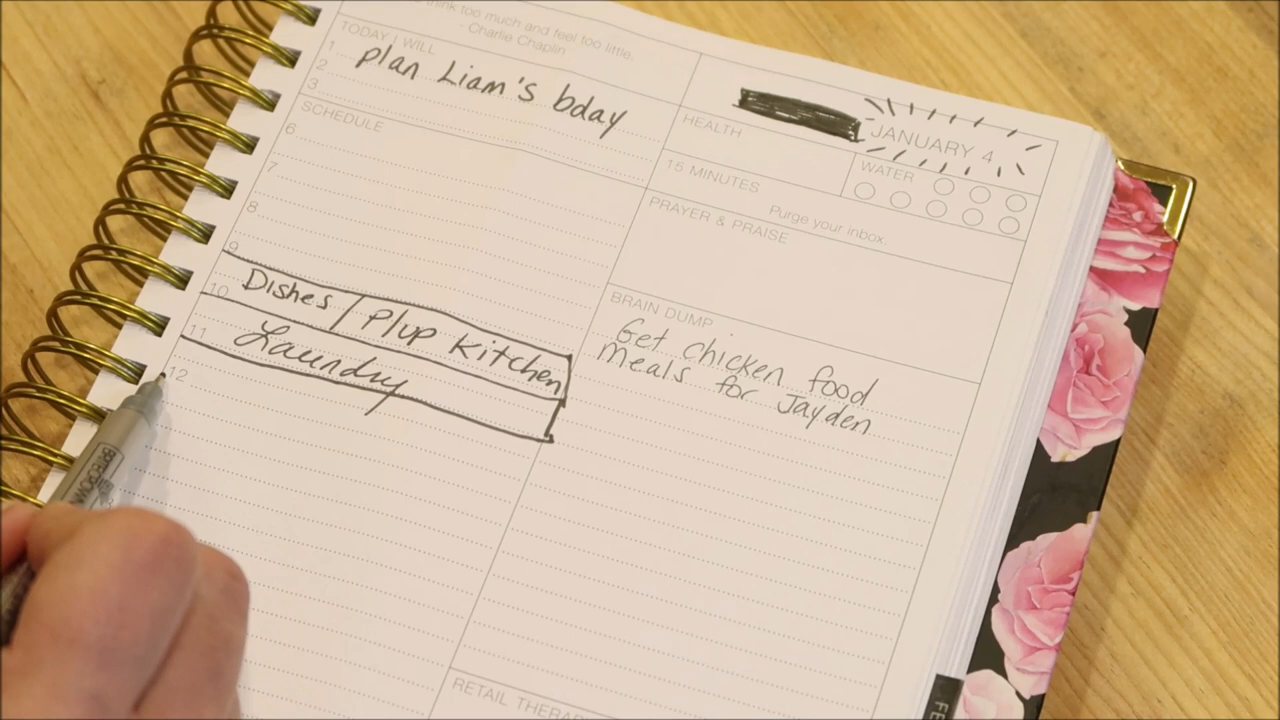 think too much and feel too little.
- Charlie Chaplin
TODAY I WILL
1 plan Liam's bday
2
3
SCHEDULE
6
7
8
9
Dishes / P/up Kitchen
10
Laundry
11
12
JANUARY 4
HEALTH
WATER
15 MINUTES
Purge your inbox.
PRAYER & PRAISE
BRAIN DUMP
Get chicken food
Meals for Jayden
RETAIL THERAP
FE